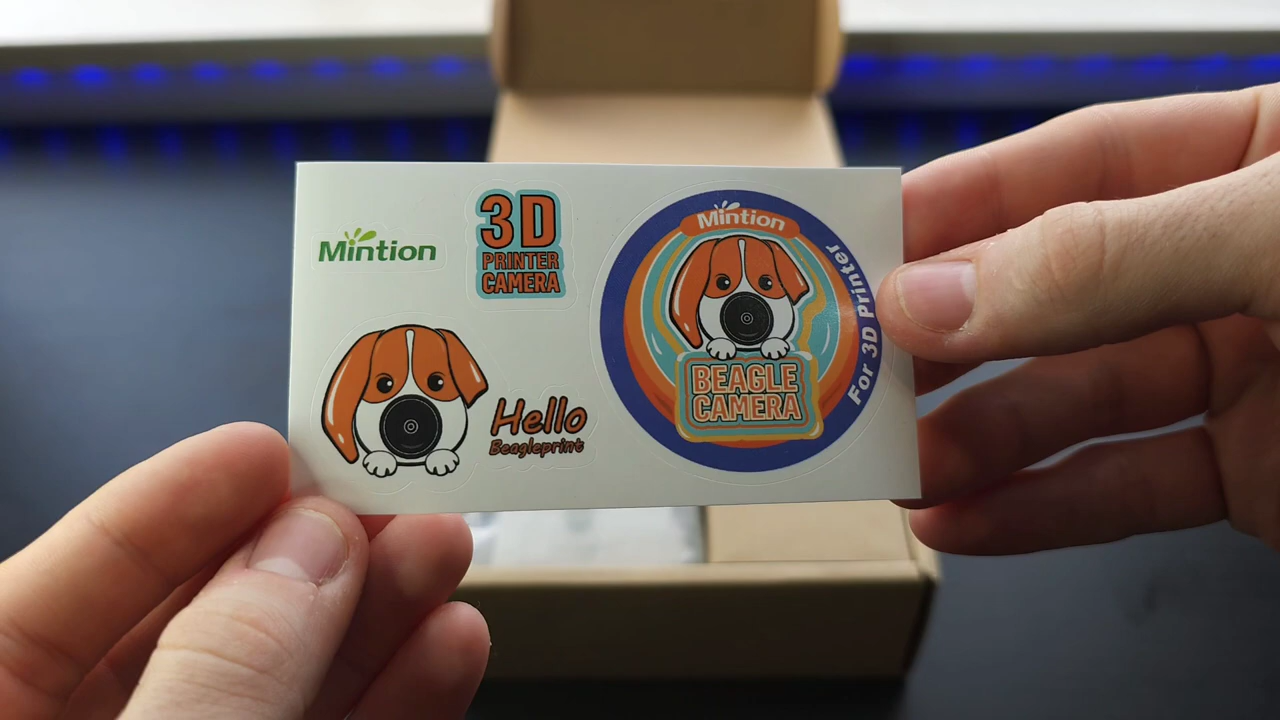 Mintion
3D
PRINTER
CAMERA
Hello
Beagleprint
Mintion
For 3D Printer
BEAGLE
CAMERA